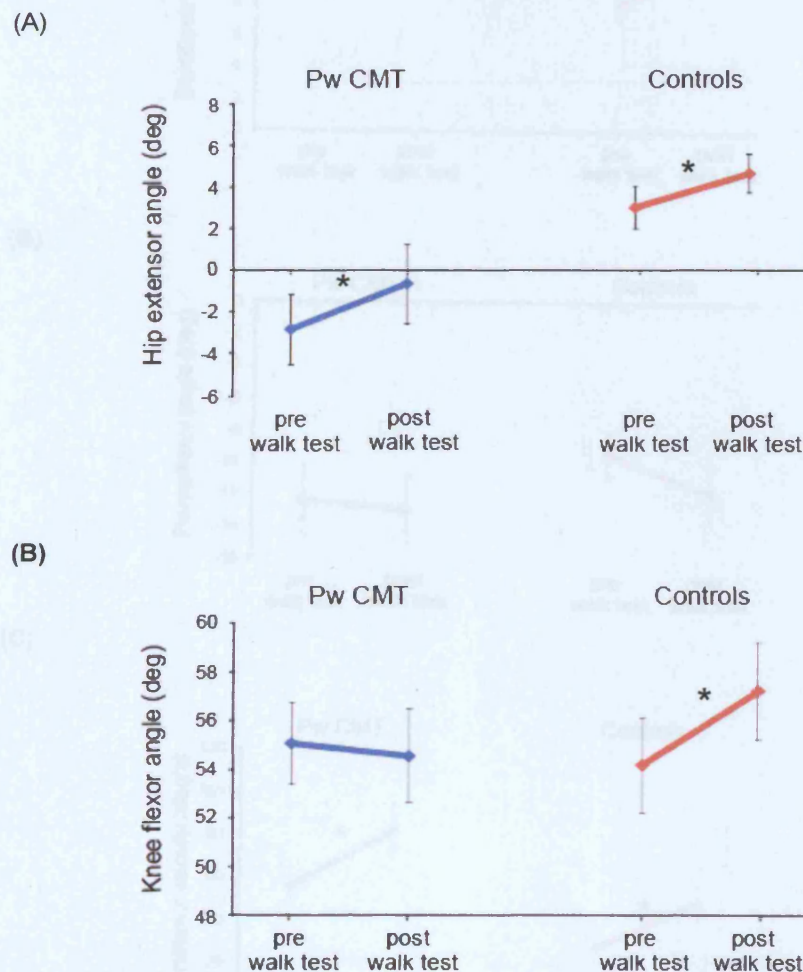 (A)
Pw CMT
Controls
Hip extensor angle (deg)
8
6
4
2
0
-2
-4
-6
*
*
pre
walk test
post
walk test
pre
walk test
post
walk test
(B)
Pw CMT
Controls
Knee flexor angle (deg)
60
58
56
54
52
50
48
*
pre
walk test
post
walk test
pre
walk test
post
walk test